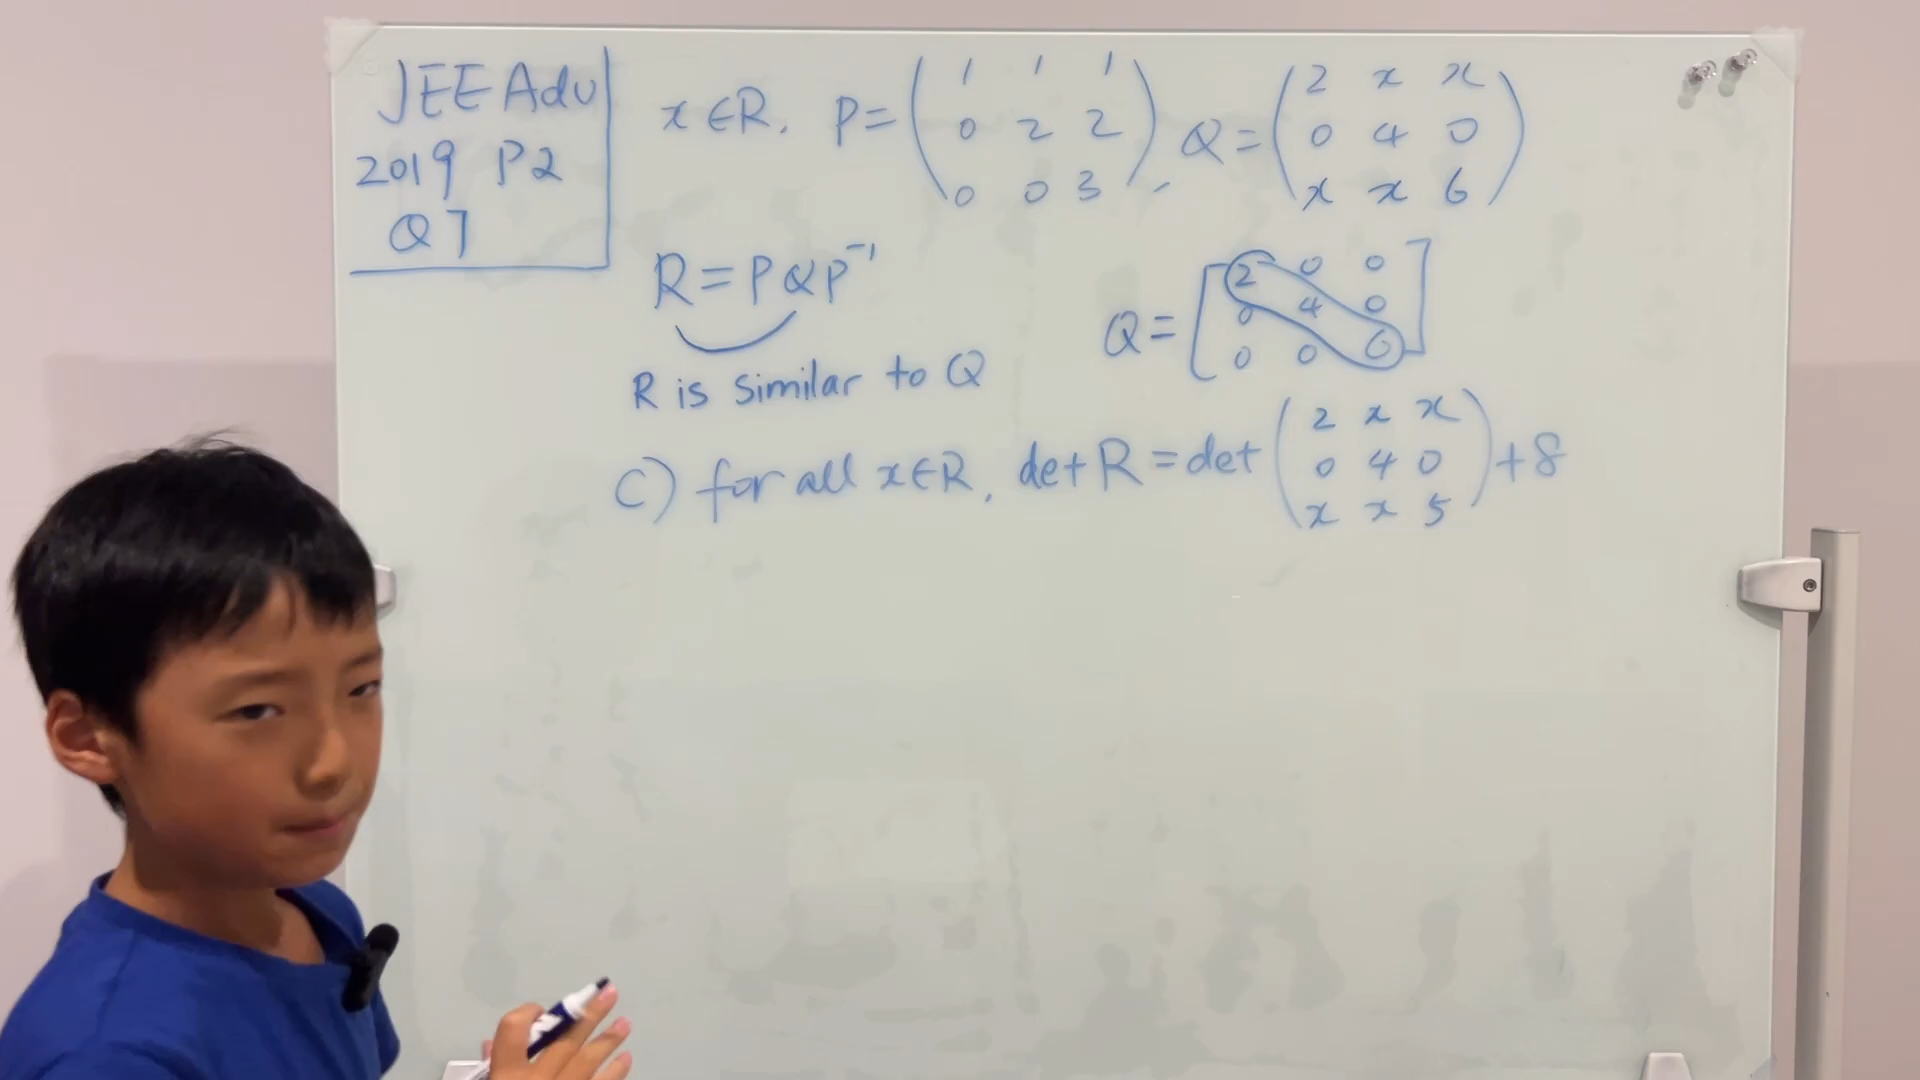 JEE Adv
2019 P2
Q7
x∈R, P=(1 1 1
0 2 2
0 0 3), Q=(2 x x
0 4 0
x x 6)
R=PQP⁻¹
R is similar to Q
Q=[2 0 0
0 4 0
0 0 6]
C) for all x∈R, det R = det(2 x x
0 4 0
x x 5)+8